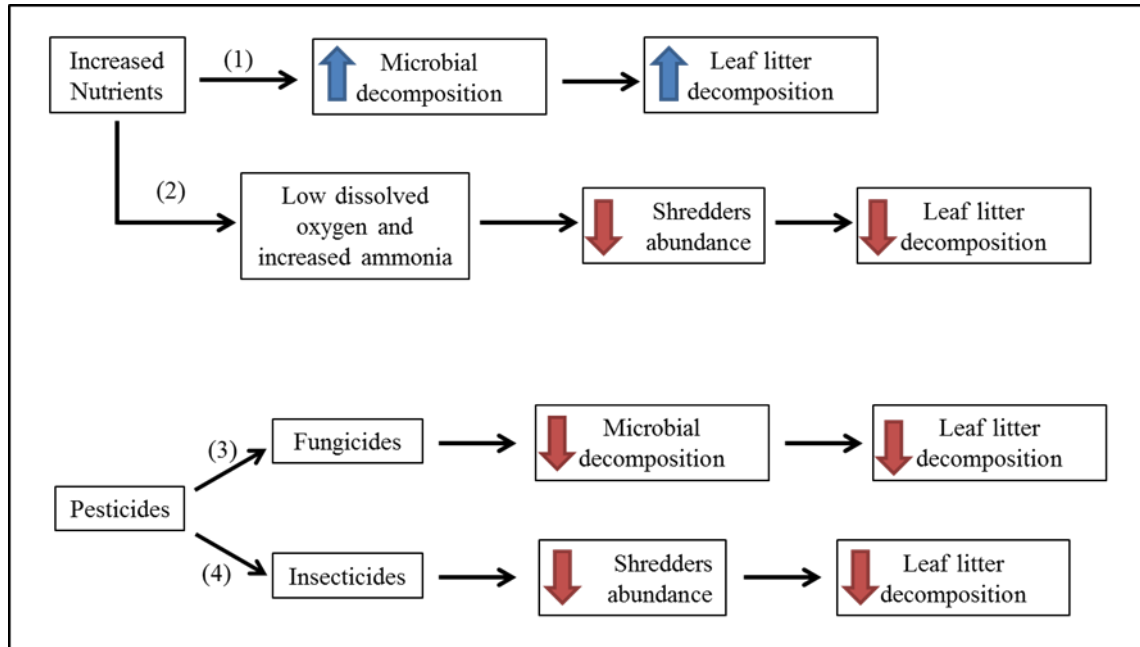 Increased
Nutrients
(1)
Microbial
decomposition
Leaf litter
decomposition
(2)
Low dissolved
oxygen and
increased ammonia
Shredders
abundance
Leaf litter
decomposition
Pesticides
(3)
Fungicides
Microbial
decomposition
Leaf litter
decomposition
(4)
Insecticides
Shredders
abundance
Leaf litter
decomposition